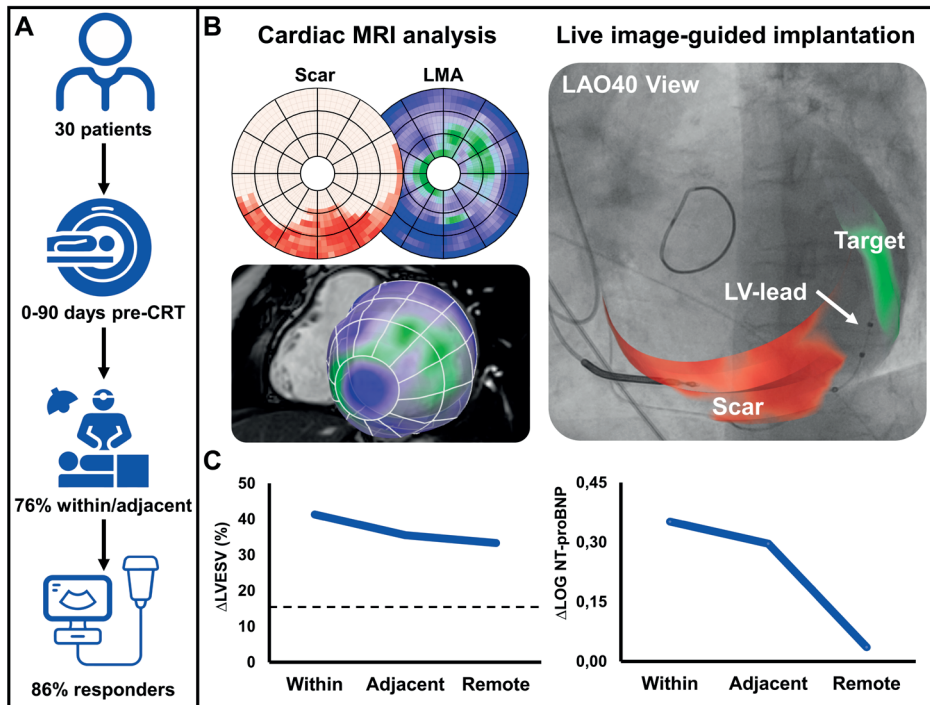 A
30 patients
0-90 days pre-CRT
76% within/adjacent
86% responders
B
Cardiac MRI analysis
Scar
LMA
Live image-guided implantation
LAO40 View
Target
LV-lead
Scar
C
ΔLVESV (%)
50
40
30
20
10
0
Within
Adjacent
Remote
ΔLOG NT-proBNP
0,45
0,30
0,15
0,00
Within
Adjacent
Remote